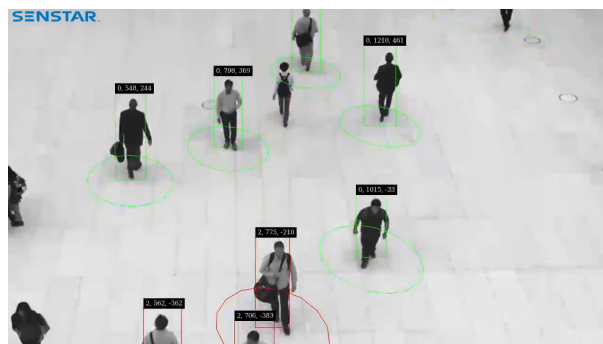 SENSTAR
0, 1210, 461
0, 798, 369
0, 548, 244
0, 1015, -33
2, 775, -210
2, 562, -362
2, 706, -383